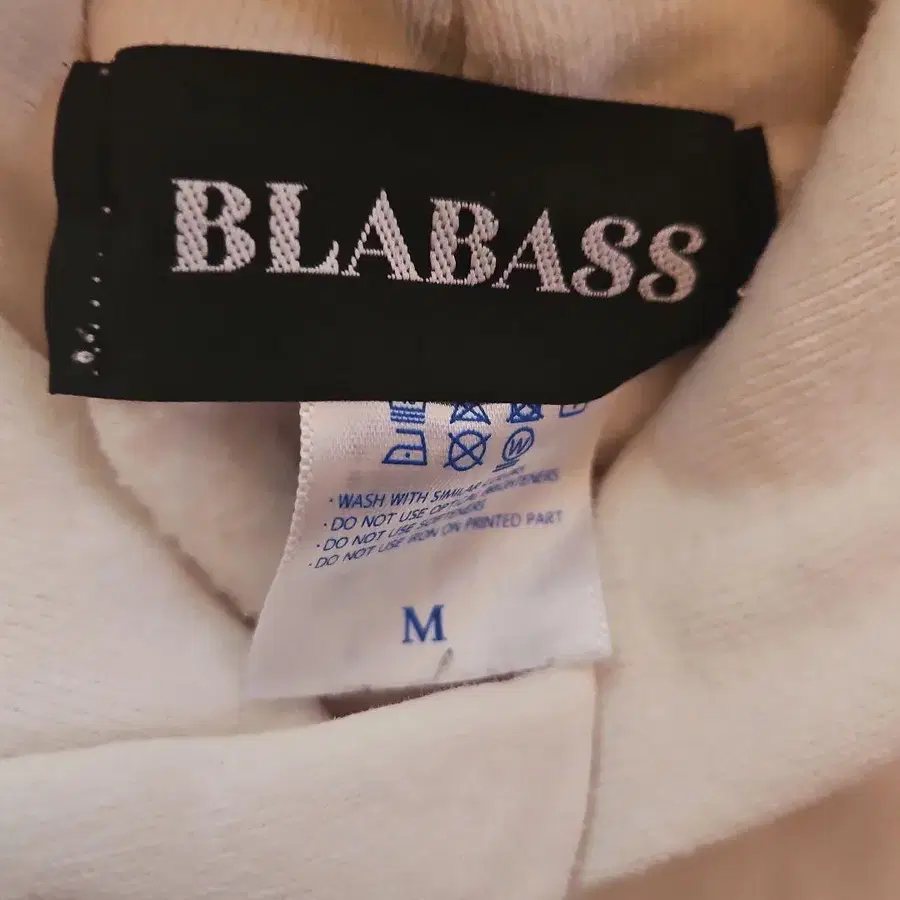 BLABASS
W
· WASH WITH SIMILAR COLORS
· DO NOT USE OPTICAL BRIGHTENERS
· DO NOT USE SOFTENERS
· DO NOT USE IRON ON PRINTED PART
M